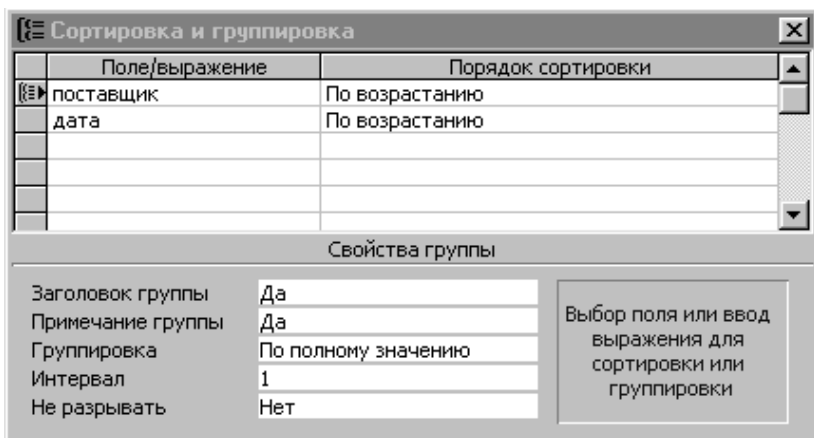 Сортировка и группировка
Поле/выражение Порядок сортировки
поставщик По возрастанию
дата По возрастанию
Свойства группы
Заголовок группы Да
Примечание группы Да
Группировка По полному значению
Интервал 1
Не разрывать Нет
Выбор поля или ввод
выражения для
сортировки или
группировки